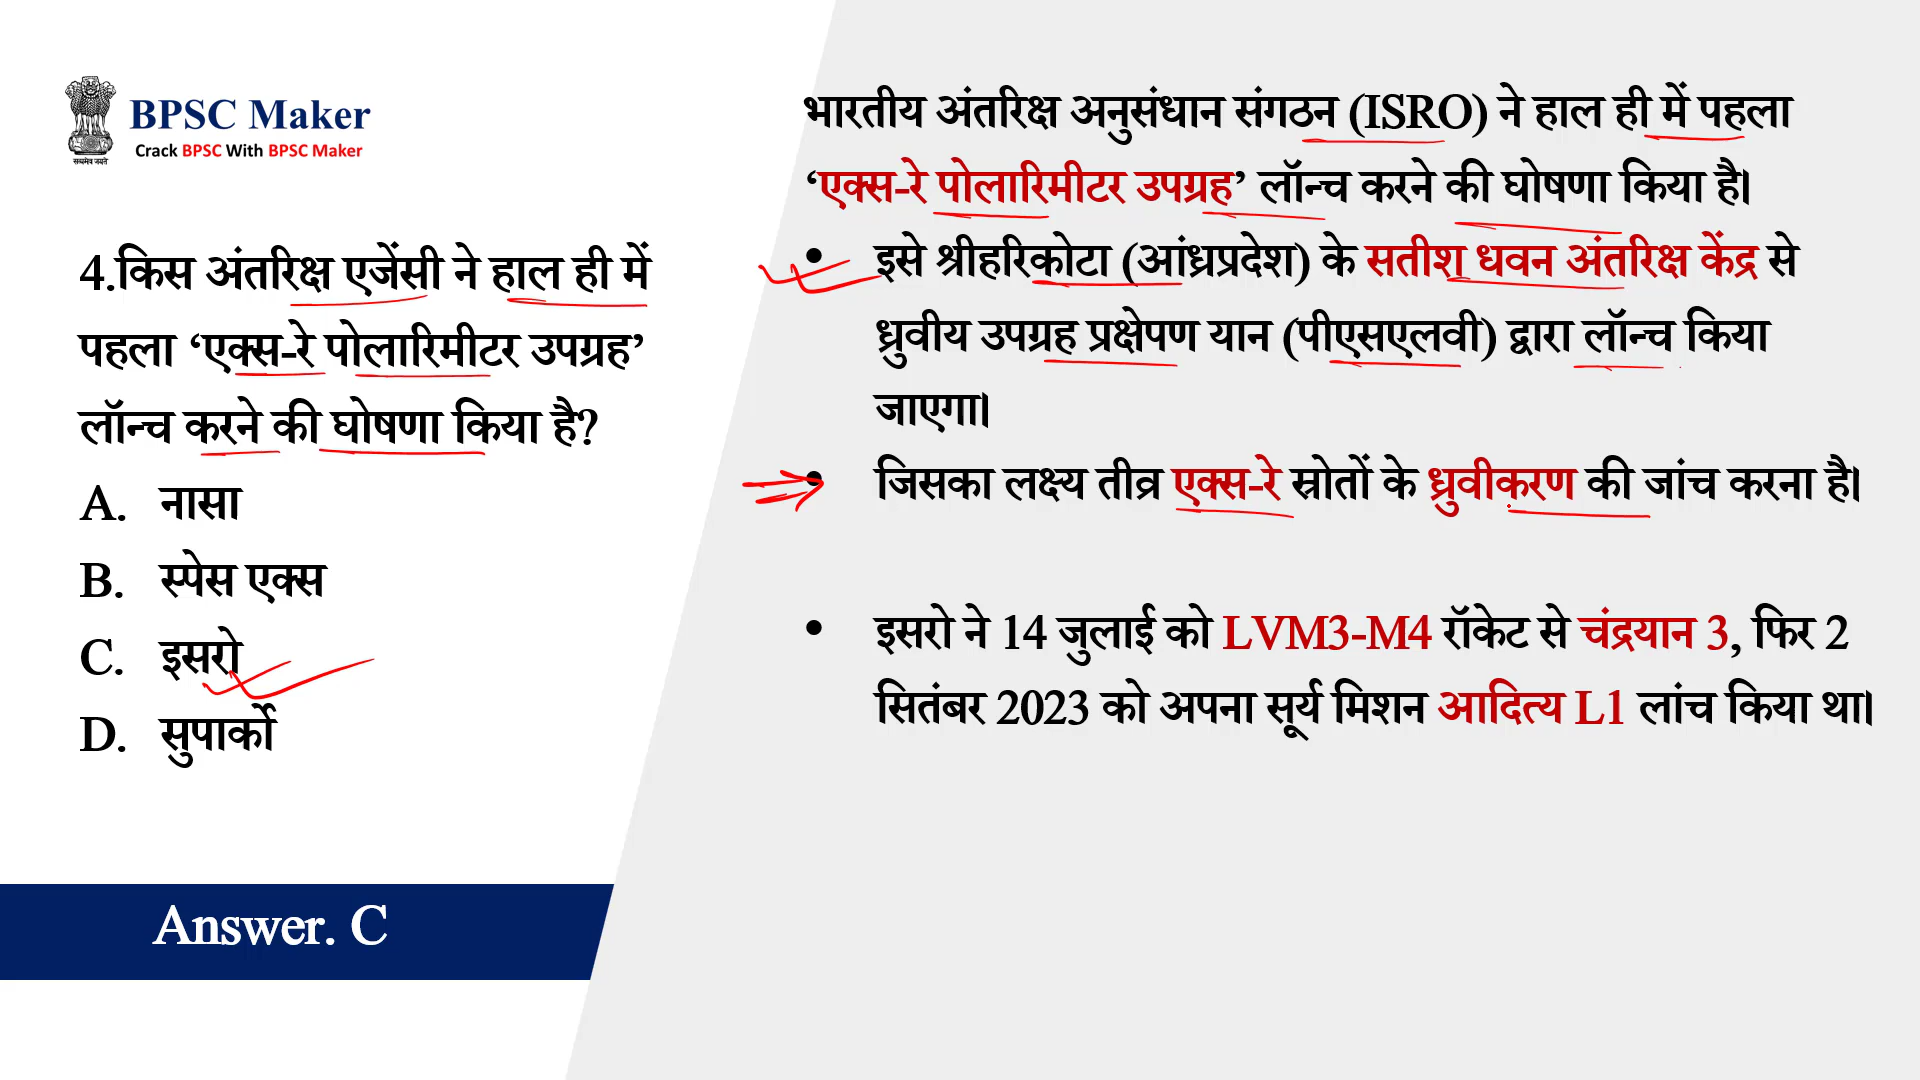 सत्यमेव जयते
BPSC Maker
Crack BPSC With BPSC Maker
4.किस अंतरिक्ष एजेंसी ने हाल ही में
पहला ‘एक्स-रे पोलारिमीटर उपग्रह’
लॉन्च करने की घोषणा किया है?
A. नासा
B. स्पेस एक्स
C. इसरो
D. सुपार्को
Answer. C
भारतीय अंतरिक्ष अनुसंधान संगठन (ISRO) ने हाल ही में पहला
‘एक्स-रे पोलारिमीटर उपग्रह’ लॉन्च करने की घोषणा किया है।
• इसे श्रीहरिकोटा (आंध्रप्रदेश) के सतीश धवन अंतरिक्ष केंद्र से
ध्रुवीय उपग्रह प्रक्षेपण यान (पीएसएलवी) द्वारा लॉन्च किया
जाएगा।
• जिसका लक्ष्य तीव्र एक्स-रे स्रोतों के ध्रुवीकरण की जांच करना है।
• इसरो ने 14 जुलाई को LVM3-M4 रॉकेट से चंद्रयान 3, फिर 2
सितंबर 2023 को अपना सूर्य मिशन आदित्य L1 लांच किया था।